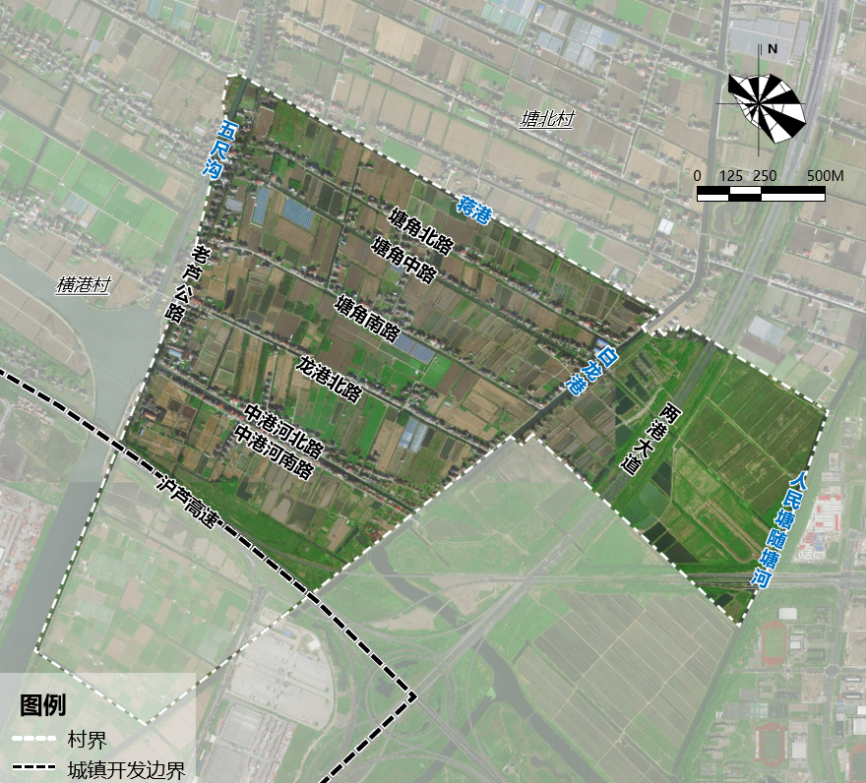 N
塘北村
0 125 250 500M
五尺沟
蒋港
塘角北路
塘角中路
老芦公路
横港村
塘角南路
白龙港
龙港北路
两港大道
中港河北路
中港河南路
沪芦高速
人民塘随塘河
图例
村界
城镇开发边界